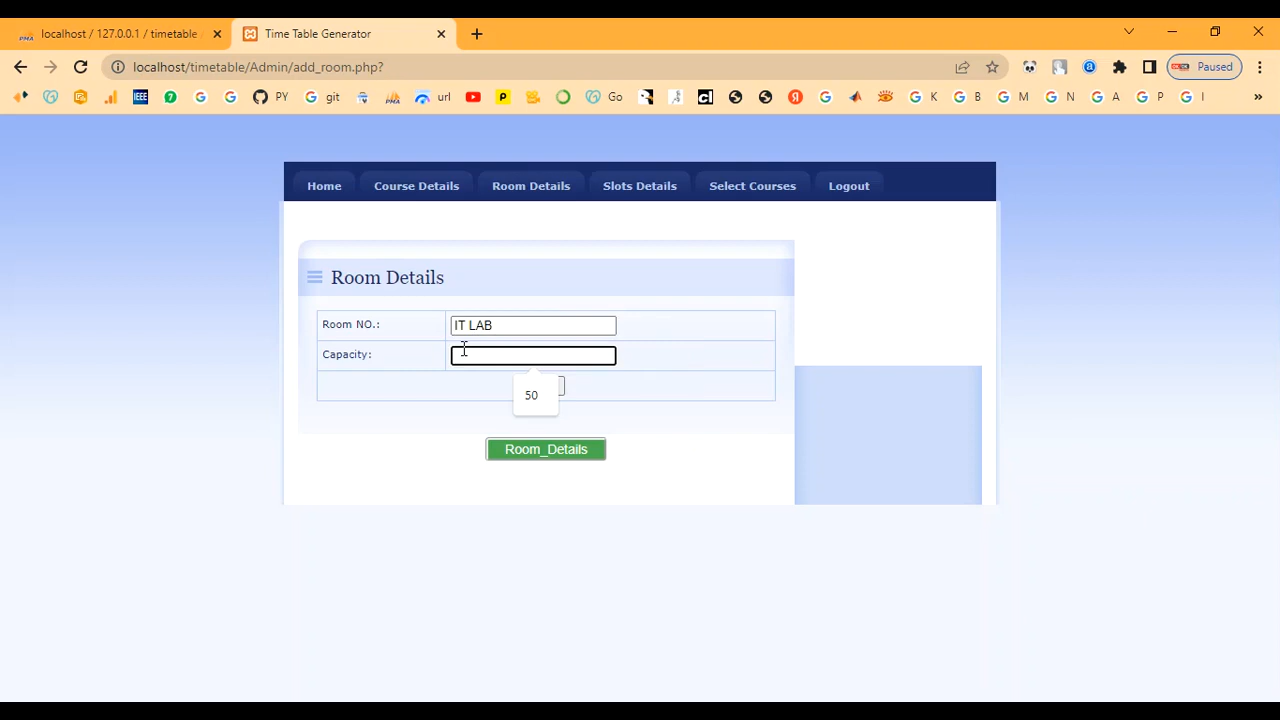 localhost / 127.0.0.1 / timetable
Time Table Generator
localhost/timetable/Admin/add_room.php?
Paused
IEEE
PY
git
PMA
url
Go
K
B
M
N
A
P
I
»
Home
Course Details
Room Details
Slots Details
Select Courses
Logout
Room Details
Room NO.:
IT LAB
Capacity:
50
Room_Details